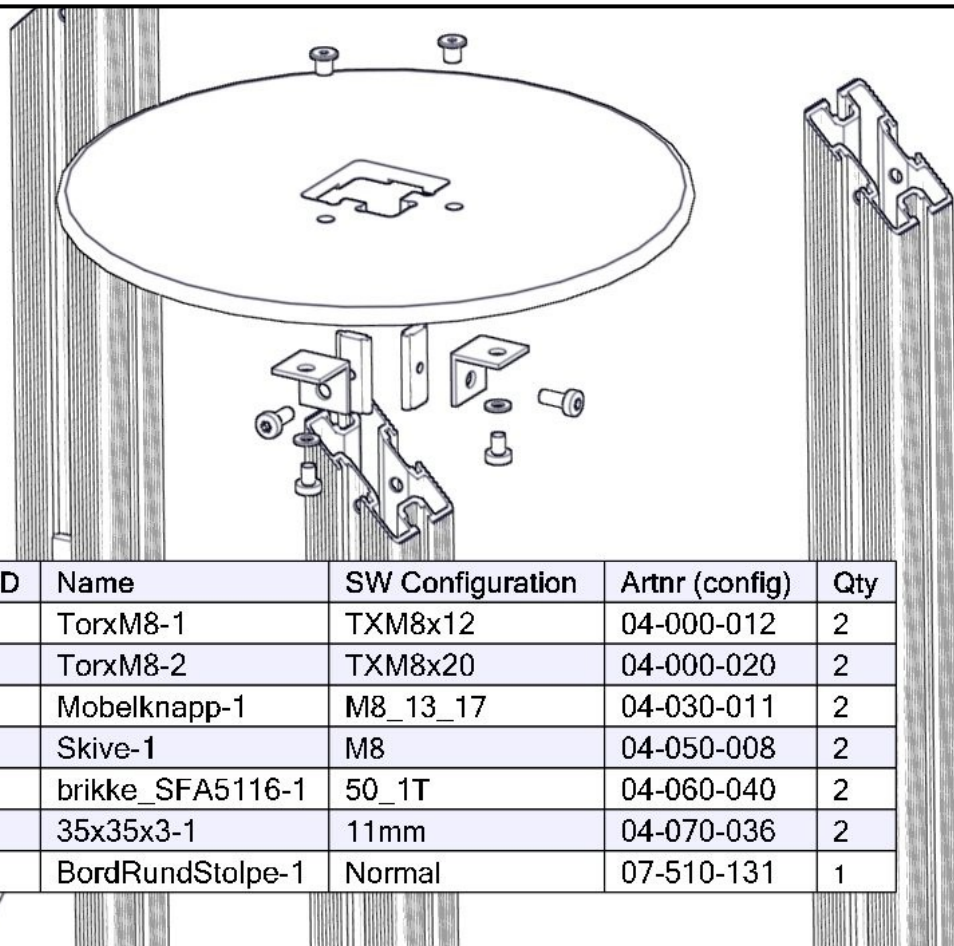 D Name SW Configuration Artnr (config) Qty
TorxM8-1 TXM8x12 04-000-012 2
TorxM8-2 TXM8x20 04-000-020 2
Mobelknapp-1 M8_13_17 04-030-011 2
Skive-1 M8 04-050-008 2
brikke_SFA5116-1 50_1T 04-060-040 2
35x35x3-1 11mm 04-070-036 2
BordRundStolpe-1 Normal 07-510-131 1